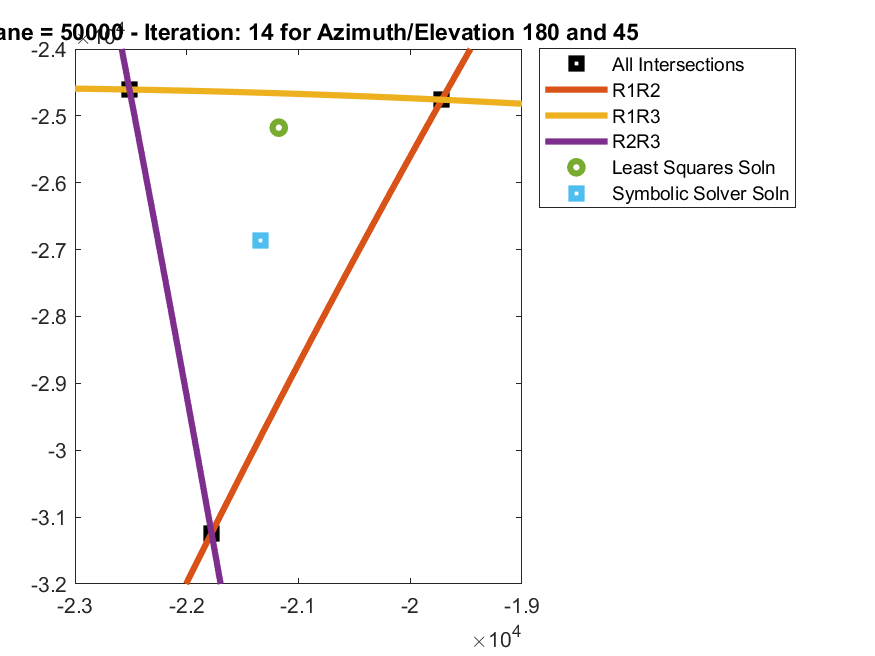 ane = 50000 - Iteration: 14 for Azimuth/Elevation 180 and 45
×10⁴
-2.4
-2.5
-2.6
-2.7
-2.8
-2.9
-3
-3.1
-3.2
-2.3
-2.2
-2.1
-2
-1.9
×10⁴
All Intersections
R1R2
R1R3
R2R3
Least Squares Soln
Symbolic Solver Soln